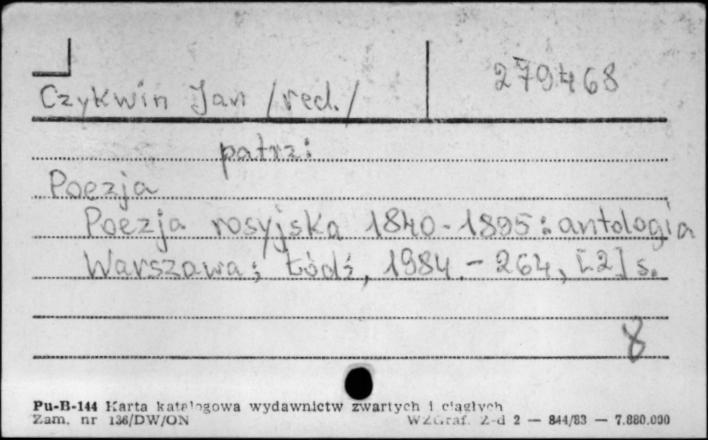 279468
Czykwin Jan /red./
patrz:
Poezja
Poezja rosyjska 1840-1895: antologia
Warszawa; Łódź, 1984. - 264, [2] s.
8
Pu-B-144 Karta katalogowa wydawnictw zwartych i ciągłych
Zam. nr 136/DW/ON WZGraf. Z-d 2 — 844/83 — 7.880.000